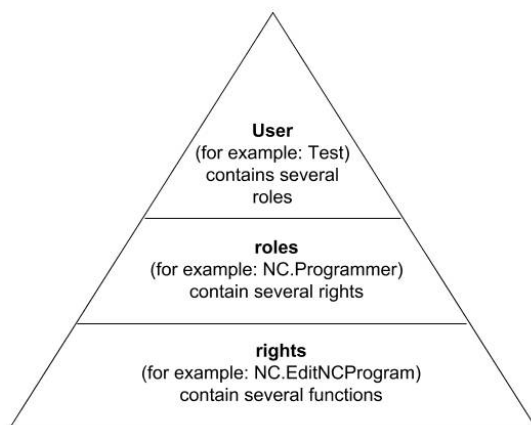 User
(for example: Test)
contains several
roles
roles
(for example: NC.Programmer)
contain several rights
rights
(for example: NC.EditNCProgram)
contain several functions